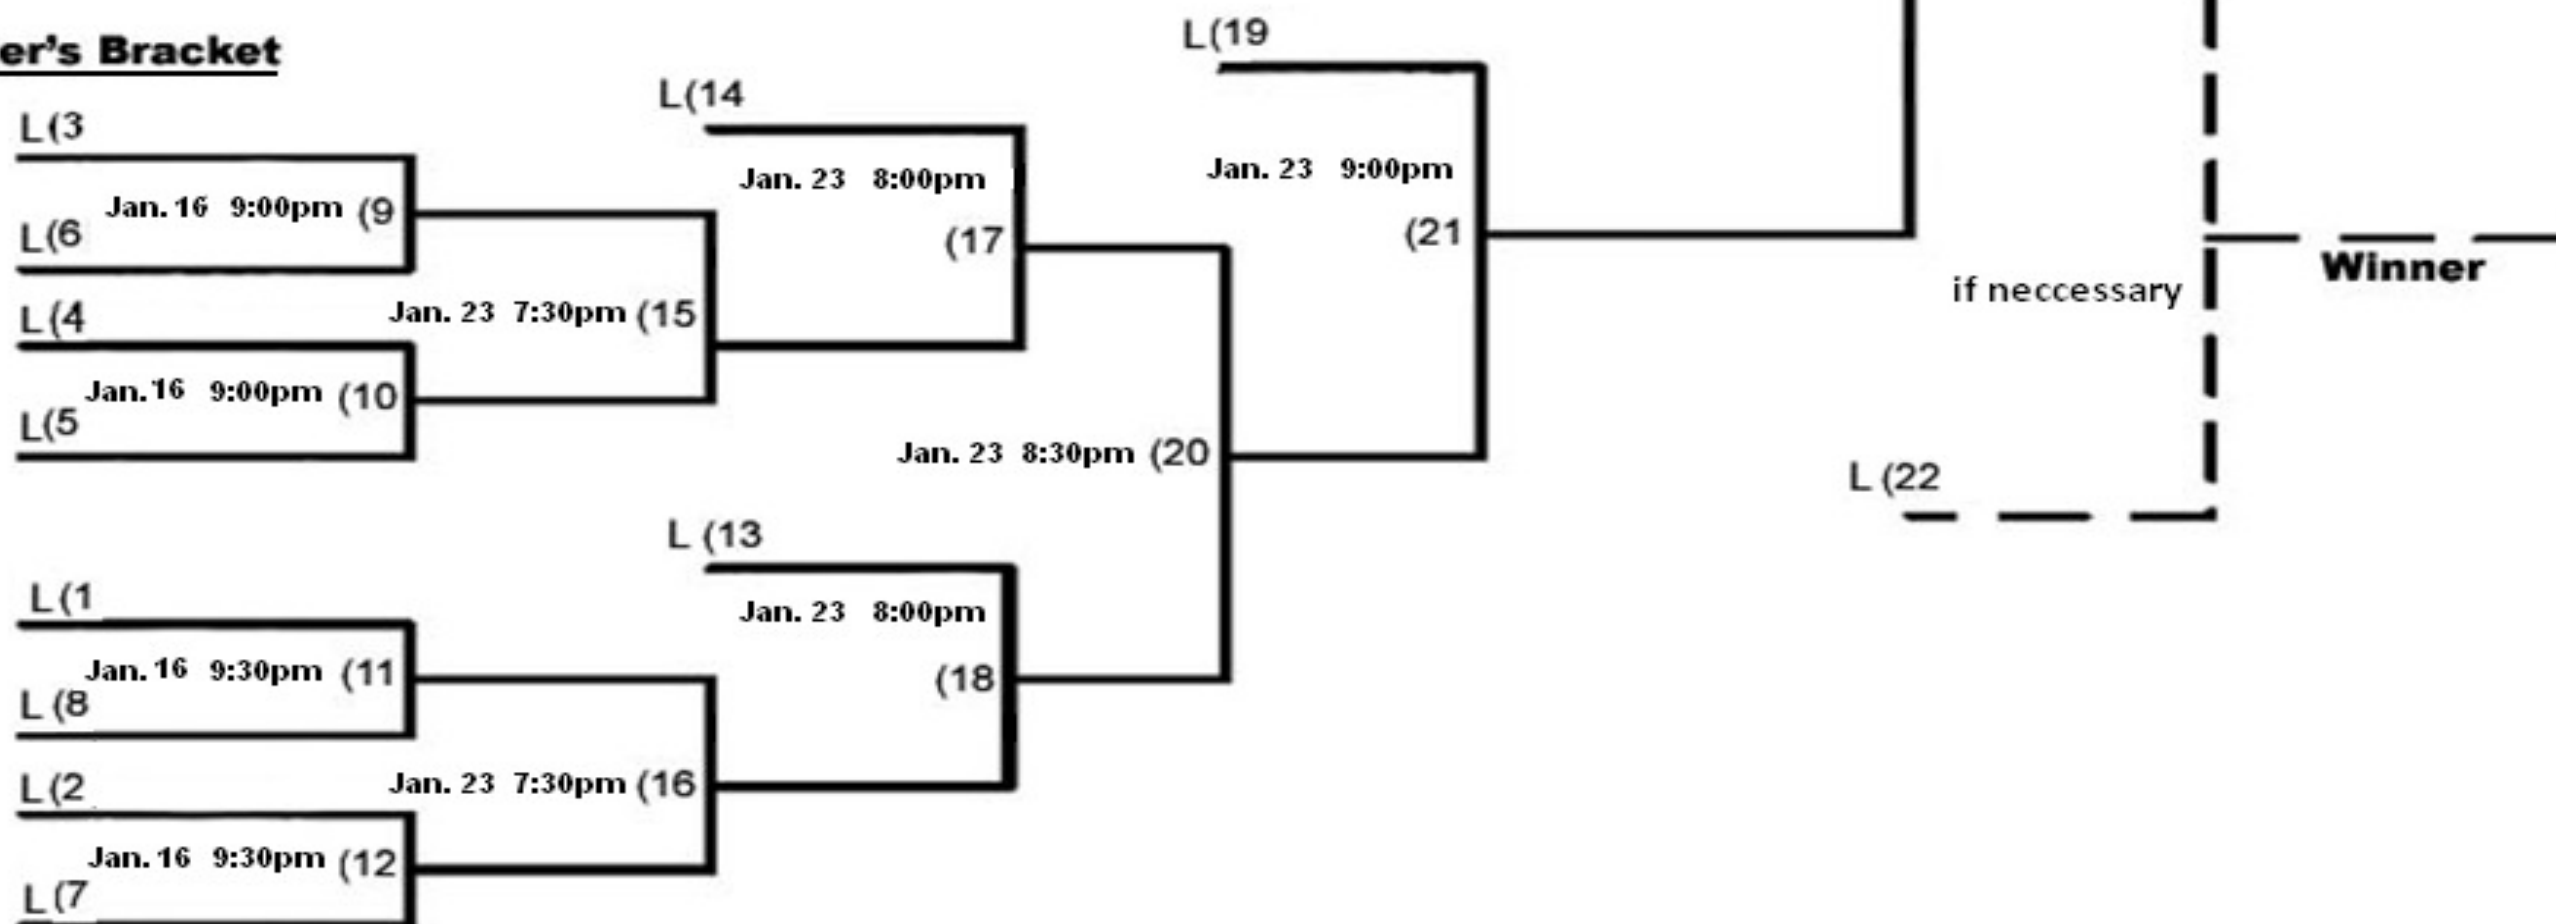 er's Bracket
L(19
L(14
L(3
Jan. 23 8:00pm
Jan. 23 9:00pm
Jan. 16 9:00pm (9
L(6
(17
(21
Winner
if neccessary
L(4
Jan. 23 7:30pm (15
Jan. 16 9:00pm (10
L(5
Jan. 23 8:30pm (20
L (22
L (13
L (1
Jan. 23 8:00pm
Jan. 16 9:30pm (11
(18
L (8
L (2
Jan. 23 7:30pm (16
Jan. 16 9:30pm (12
L (7